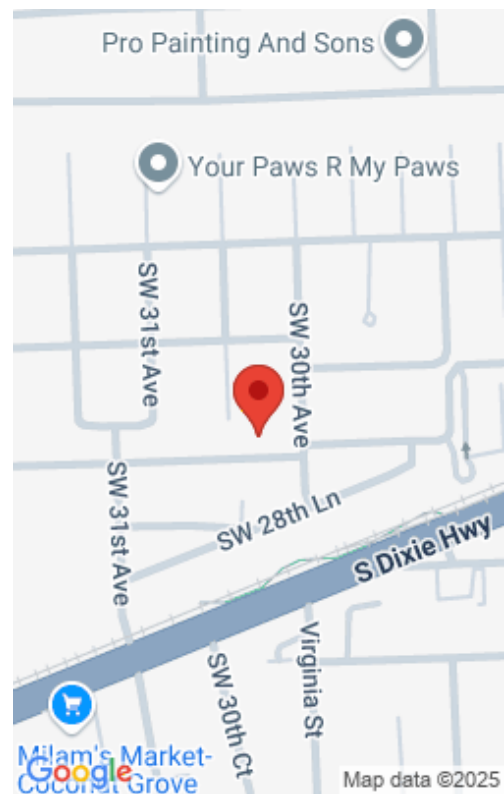 Pro Painting And Sons
Your Paws R My Paws
SW 31st Ave
SW 30th Ave
SW 31st Ave
SW 28th Ln
S Dixie Hwy
Virginia St
SW 30th Ct
Milam's Market-
Coconut Grove
Google
Map data ©2025